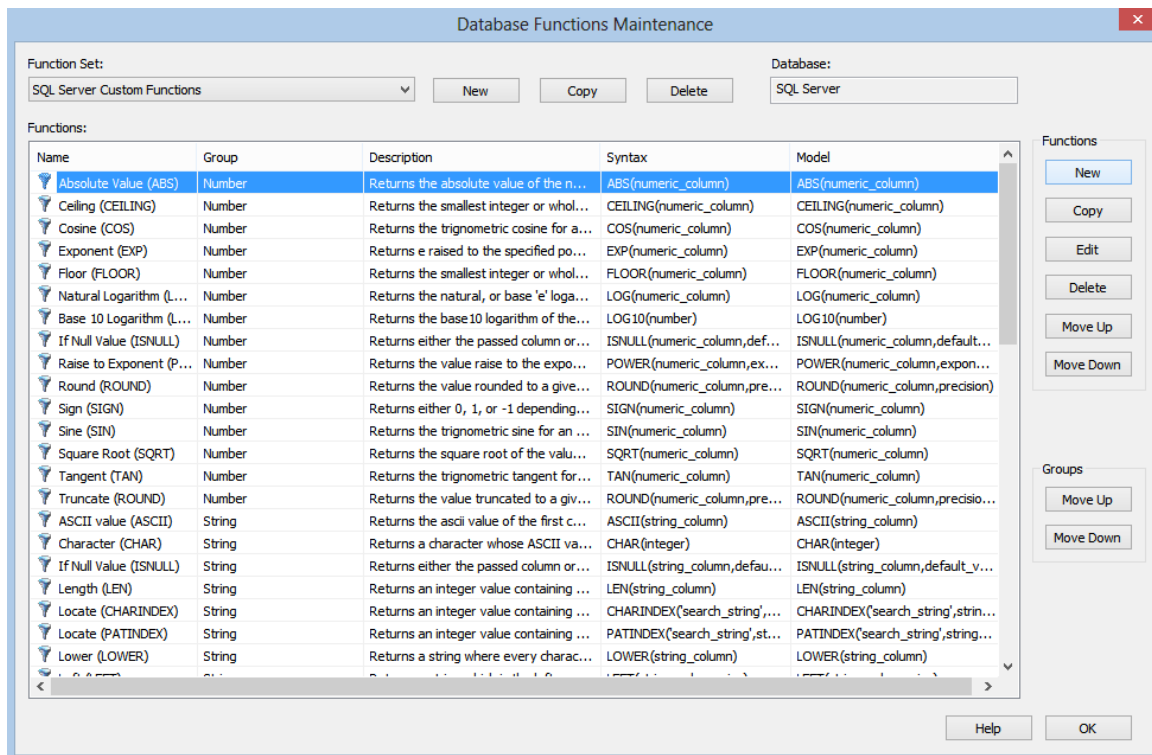 Database Functions Maintenance
Function Set: Database:
SQL Server Custom Functions New Copy Delete SQL Server
Functions: Functions
Name Group Description Syntax Model
Absolute Value (ABS) Number Returns the absolute value of the n... ABS(numeric_column) ABS(numeric_column) New
Ceiling (CEILING) Number Returns the smallest integer or whol... CEILING(numeric_column) CEILING(numeric_column) Copy
Cosine (COS) Number Returns the trignometric cosine for a... COS(numeric_column) COS(numeric_column)
Exponent (EXP) Number Returns e raised to the specified po... EXP(numeric_column) EXP(numeric_column) Edit
Floor (FLOOR) Number Returns the smallest integer or whol... FLOOR(numeric_column) FLOOR(numeric_column)
Natural Logarithm (L... Number Returns the natural, or base 'e' loga... LOG(numeric_column) LOG(numeric_column) Delete
Base 10 Logarithm (L... Number Returns the base10 logarithm of the... LOG10(number) LOG10(number)
If Null Value (ISNULL) Number Returns either the passed column or... ISNULL(numeric_column,def... ISNULL(numeric_column,default... Move Up
Raise to Exponent (P... Number Returns the value raise to the expo... POWER(numeric_column,ex... POWER(numeric_column,expon... Move Down
Round (ROUND) Number Returns the value rounded to a give... ROUND(numeric_column,pre... ROUND(numeric_column,precision)
Sign (SIGN) Number Returns either 0, 1, or -1 depending... SIGN(numeric_column) SIGN(numeric_column)
Sine (SIN) Number Returns the trignometric sine for an ... SIN(numeric_column) SIN(numeric_column)
Square Root (SQRT) Number Returns the square root of the valu... SQRT(numeric_column) SQRT(numeric_column)
Tangent (TAN) Number Returns the trignometric tangent for... TAN(numeric_column) TAN(numeric_column) Groups
Truncate (ROUND) Number Returns the value truncated to a giv... ROUND(numeric_column,pre... ROUND(numeric_column,precisio... Move Up
ASCII value (ASCII) String Returns the ascii value of the first c... ASCII(string_column) ASCII(string_column)
Character (CHAR) String Returns a character whose ASCII va... CHAR(integer) CHAR(integer) Move Down
If Null Value (ISNULL) String Returns either the passed column or... ISNULL(string_column,defau... ISNULL(string_column,default_v...
Length (LEN) String Returns an integer value containing ... LEN(string_column) LEN(string_column)
Locate (CHARINDEX) String Returns an integer value containing ... CHARINDEX('search_string',... CHARINDEX('search_string',strin...
Locate (PATINDEX) String Returns an integer value containing ... PATINDEX('search_string',st... PATINDEX('search_string',string...
Lower (LOWER) String Returns a string where every charac... LOWER(string_column) LOWER(string_column)
Help OK